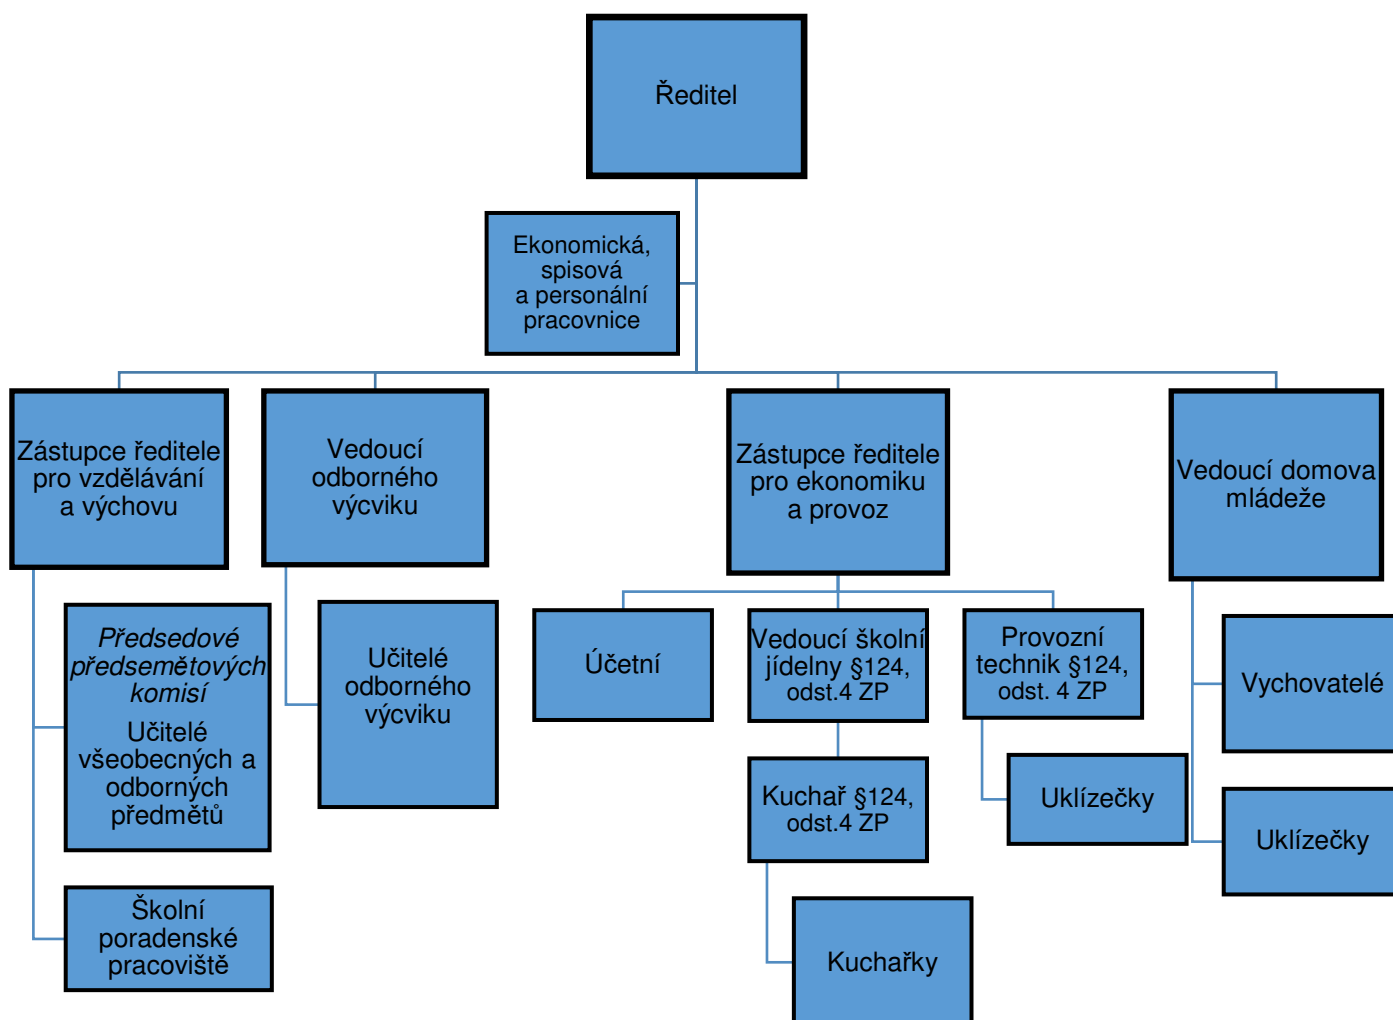 Ředitel
Ekonomická,
spisová
a personální
pracovnice
Zástupce ředitele
pro vzdělávání
a výchovu
Vedoucí
odborného
výcviku
Zástupce ředitele
pro ekonomiku
a provoz
Vedoucí domova
mládeže
Předsedové
předsemětových
komisí
Učitelé
všeobecných a
odborných
předmětů
Učitelé
odborného
výcviku
Účetní
Vedoucí školní
jídelny §124,
odst.4 ZP
Provozní
technik §124,
odst. 4 ZP
Vychovatelé
Kuchař §124,
odst.4 ZP
Uklízečky
Uklízečky
Školní
poradenské
pracoviště
Kuchařky